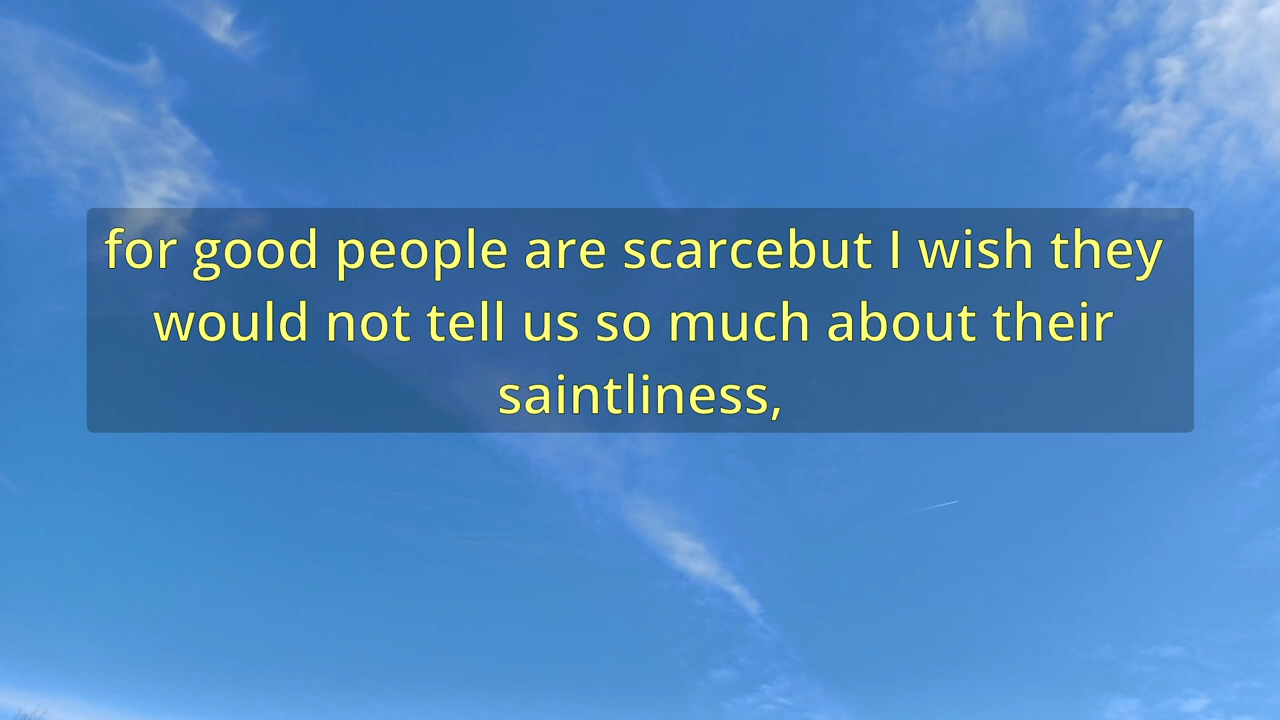 for good people are scarcebut I wish they
would not tell us so much about their
saintliness,